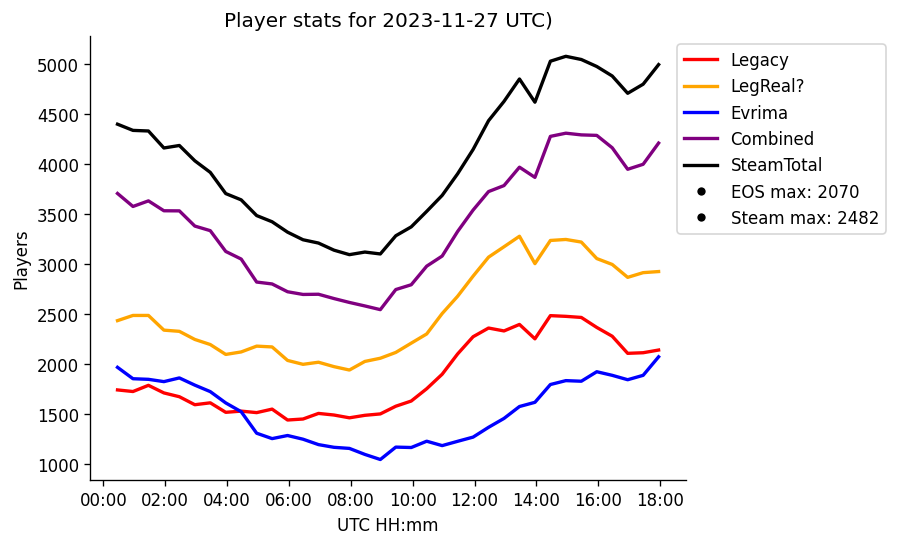 Player stats for 2023-11-27 UTC)
Players
5000
4500
4000
3500
3000
2500
2000
1500
1000
00:00 02:00 04:00 06:00 08:00 10:00 12:00 14:00 16:00 18:00
UTC HH:mm
Legacy
LegReal?
Evrima
Combined
SteamTotal
EOS max: 2070
Steam max: 2482